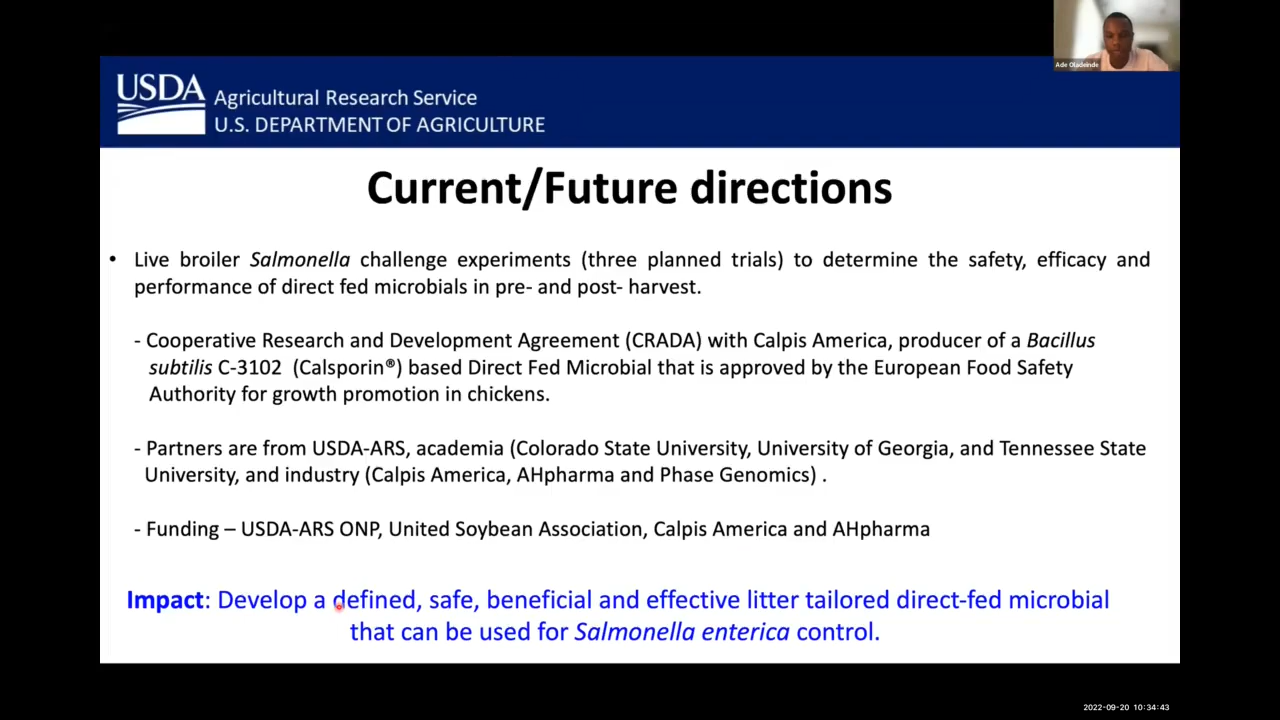 Ade Oladeinde
USDA
Agricultural Research Service
U.S. DEPARTMENT OF AGRICULTURE
Current/Future directions
• Live broiler Salmonella challenge experiments (three planned trials) to determine the safety, efficacy and
performance of direct fed microbials in pre- and post- harvest.
- Cooperative Research and Development Agreement (CRADA) with Calpis America, producer of a Bacillus
subtilis C-3102 (Calsporin®) based Direct Fed Microbial that is approved by the European Food Safety
Authority for growth promotion in chickens.
- Partners are from USDA-ARS, academia (Colorado State University, University of Georgia, and Tennessee State
University, and industry (Calpis America, AHpharma and Phase Genomics) .
- Funding – USDA-ARS ONP, United Soybean Association, Calpis America and AHpharma
Impact: Develop a defined, safe, beneficial and effective litter tailored direct-fed microbial
that can be used for Salmonella enterica control.
2022-09-20 10:34:43